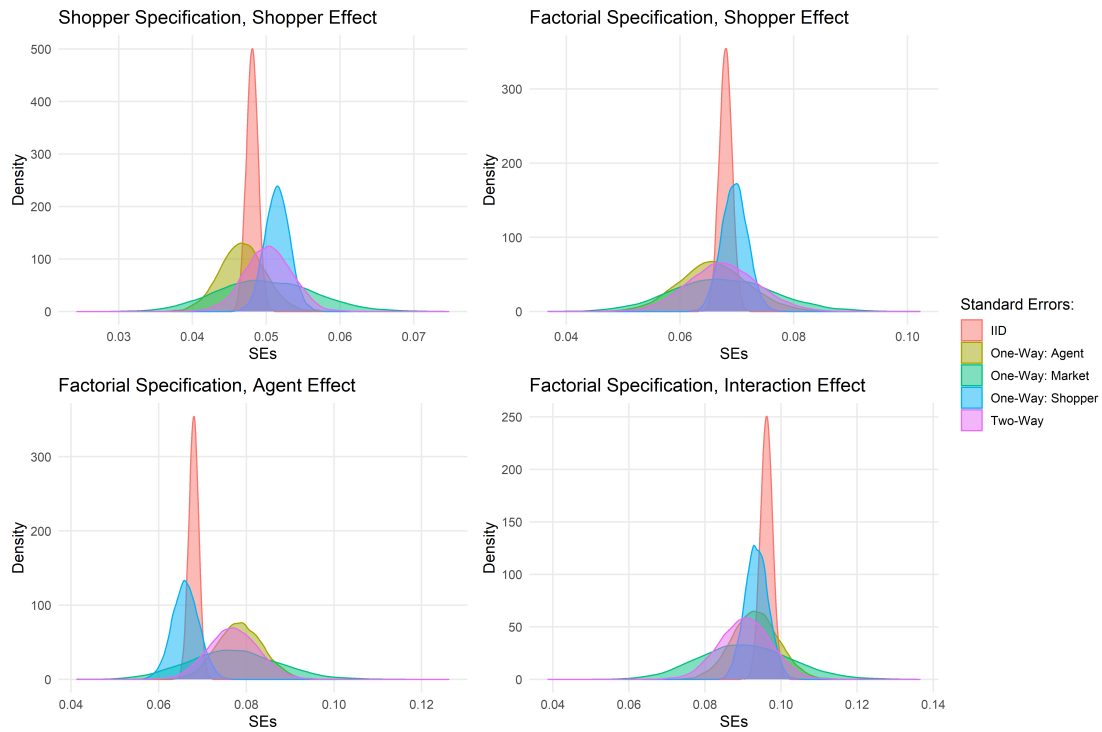 Shopper Specification, Shopper Effect
500
400
300
200
100
0
Density
0.03 0.04 0.05 0.06 0.07
SEs
Factorial Specification, Shopper Effect
300
200
100
0
Density
0.04 0.06 0.08 0.10
SEs
Factorial Specification, Agent Effect
300
200
100
0
Density
0.04 0.06 0.08 0.10 0.12
SEs
Factorial Specification, Interaction Effect
250
200
150
100
50
0
Density
0.04 0.06 0.08 0.10 0.12 0.14
SEs
Standard Errors:
IID
One-Way: Agent
One-Way: Market
One-Way: Shopper
Two-Way